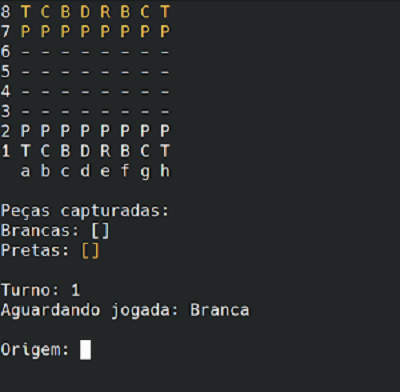 8 T C B D R B C T
7 P P P P P P P P
6 - - - - - - - -
5 - - - - - - - -
4 - - - - - - - -
3 - - - - - - - -
2 P P P P P P P P
1 T C B D R B C T
  a b c d e f g h
Peças capturadas:
Brancas: []
Pretas: []
Turno: 1
Aguardando jogada: Branca
Origem: